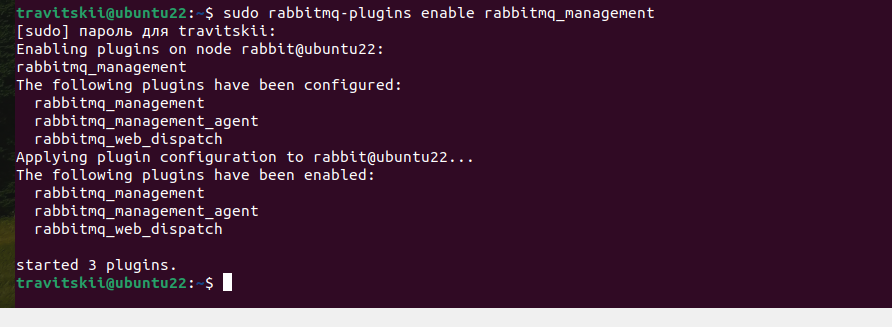 travitskii@ubuntu22:~$ sudo rabbitmq-plugins enable rabbitmq_management
[sudo] пароль для travitskii:
Enabling plugins on node rabbit@ubuntu22:
rabbitmq_management
The following plugins have been configured:
  rabbitmq_management
  rabbitmq_management_agent
  rabbitmq_web_dispatch
Applying plugin configuration to rabbit@ubuntu22...
The following plugins have been enabled:
  rabbitmq_management
  rabbitmq_management_agent
  rabbitmq_web_dispatch

started 3 plugins.
travitskii@ubuntu22:~$